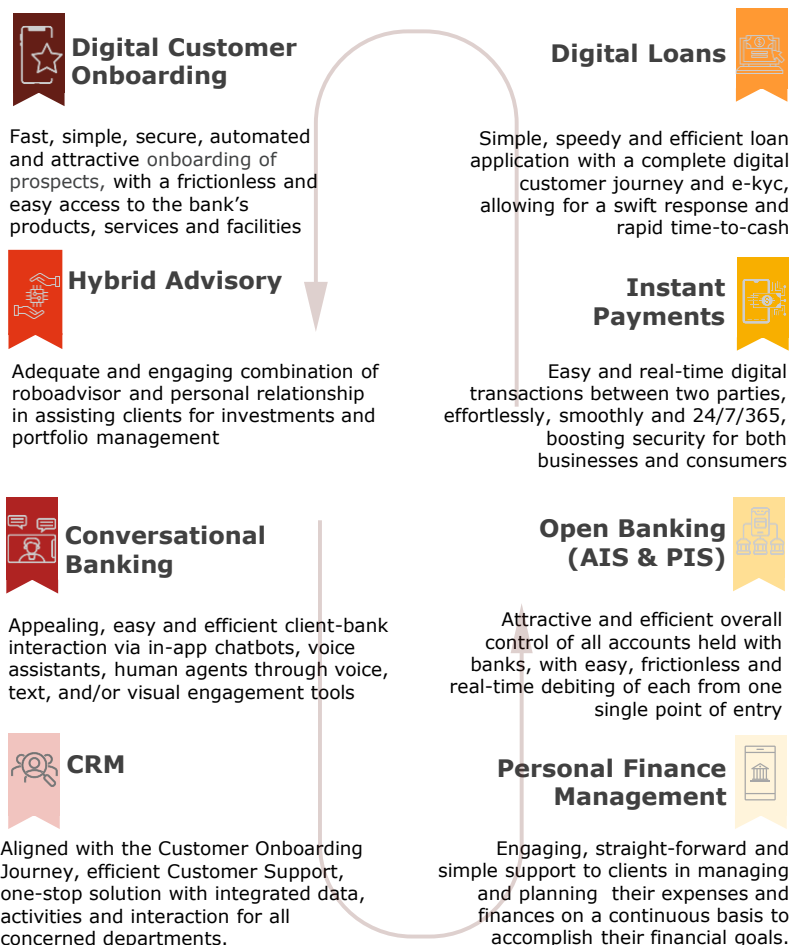 Digital Customer
Onboarding
Fast, simple, secure, automated
and attractive onboarding of
prospects, with a frictionless and
easy access to the bank’s
products, services and facilities
Digital Loans
Simple, speedy and efficient loan
application with a complete digital
customer journey and e-kyc,
allowing for a swift response and
rapid time-to-cash
Hybrid Advisory
Adequate and engaging combination of
roboadvisor and personal relationship
in assisting clients for investments and
portfolio management
Instant
Payments
Easy and real-time digital
transactions between two parties,
effortlessly, smoothly and 24/7/365,
boosting security for both
businesses and consumers
Conversational
Banking
Appealing, easy and efficient client-bank
interaction via in-app chatbots, voice
assistants, human agents through voice,
text, and/or visual engagement tools
Open Banking
(AIS & PIS)
Attractive and efficient overall
control of all accounts held with
banks, with easy, frictionless and
real-time debiting of each from one
single point of entry
CRM
Aligned with the Customer Onboarding
Journey, efficient Customer Support,
one-stop solution with integrated data,
activities and interaction for all
concerned departments.
Personal Finance
Management
Engaging, straight-forward and
simple support to clients in managing
and planning  their expenses and
finances on a continuous basis to
accomplish their financial goals.